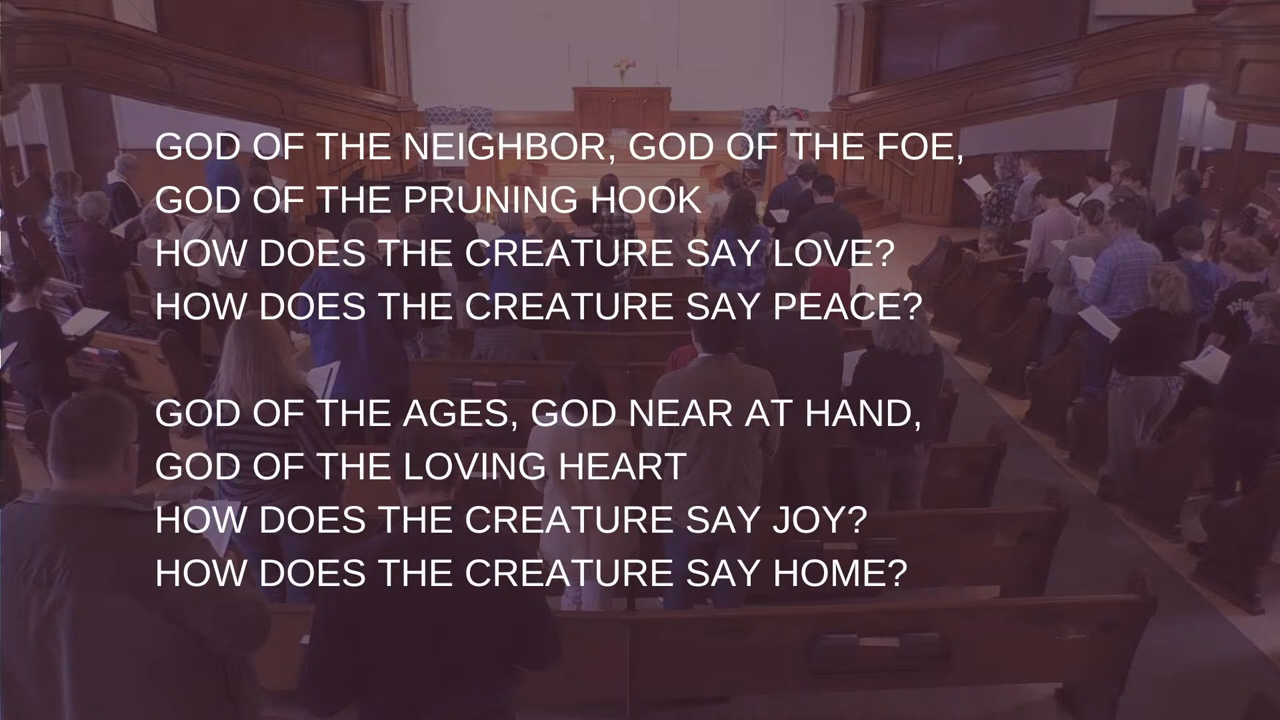 GOD OF THE NEIGHBOR, GOD OF THE FOE,
GOD OF THE PRUNING HOOK
HOW DOES THE CREATURE SAY LOVE?
HOW DOES THE CREATURE SAY PEACE?
GOD OF THE AGES, GOD NEAR AT HAND,
GOD OF THE LOVING HEART
HOW DOES THE CREATURE SAY JOY?
HOW DOES THE CREATURE SAY HOME?